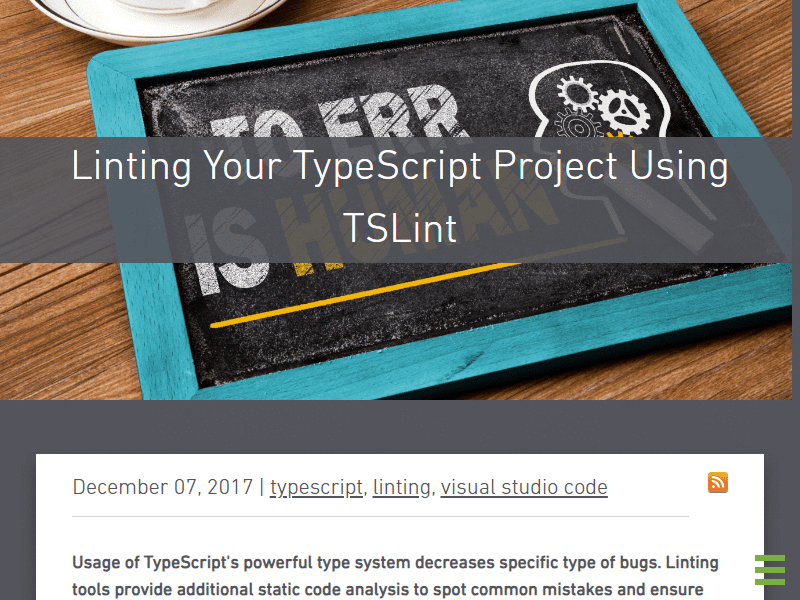 TO ERR
IS HUMAN
Linting Your TypeScript Project Using
TSLint
December 07, 2017 | typescript, linting, visual studio code
Usage of TypeScript's powerful type system decreases specific type of bugs. Linting
tools provide additional static code analysis to spot common mistakes and ensure